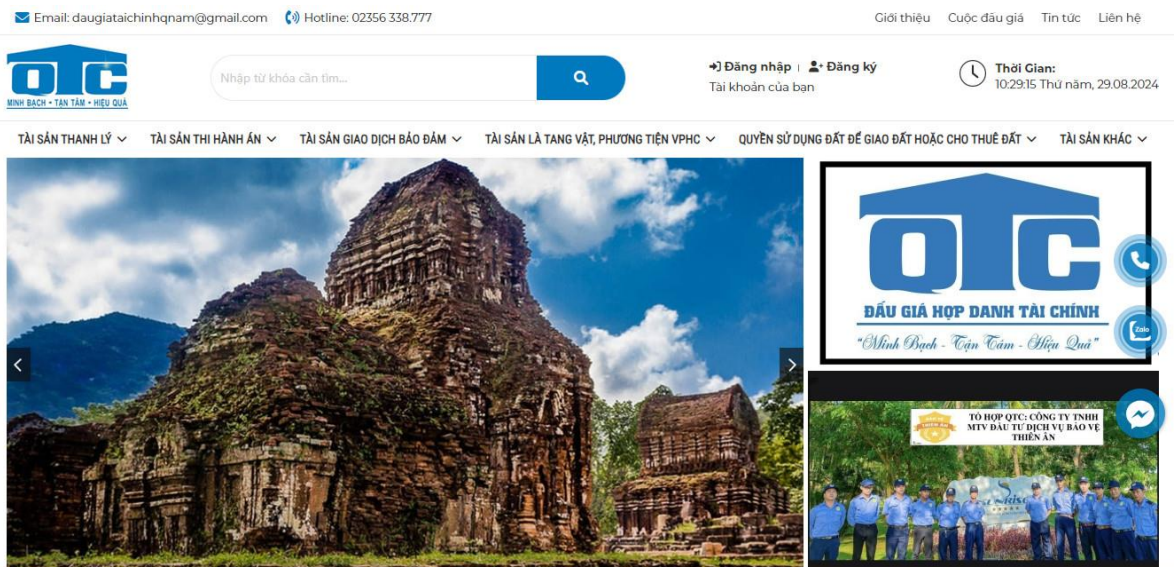 Email: daugiataichinhqnam@gmail.com
Hotline: 02356 338.777
Giới thiệu
Cuộc đấu giá
Tin tức
Liên hệ
QTC
MINH BẠCH • TẬN TÂM • HIỆU QUẢ
Nhập từ khóa cần tìm...
Đăng nhập
Đăng ký
Tài khoản của bạn
Thời Gian:
10:29:15 Thứ năm, 29.08.2024
TÀI SẢN THANH LÝ
TÀI SẢN THI HÀNH ÁN
TÀI SẢN GIAO DỊCH BẢO ĐẢM
TÀI SẢN LÀ TANG VẬT, PHƯƠNG TIỆN VPHC
QUYỀN SỬ DỤNG ĐẤT ĐỂ GIAO ĐẤT HOẶC CHO THUÊ ĐẤT
TÀI SẢN KHÁC
QTC
ĐẤU GIÁ HỢP DANH TÀI CHÍNH
"Minh Bạch - Tận Tâm - Hiệu Quả"
Zalo
TỔ HỢP QTC: CÔNG TY TNHH
MTV ĐẦU TƯ DỊCH VỤ BẢO VỆ
THIÊN ÂN
THIÊN ÂN